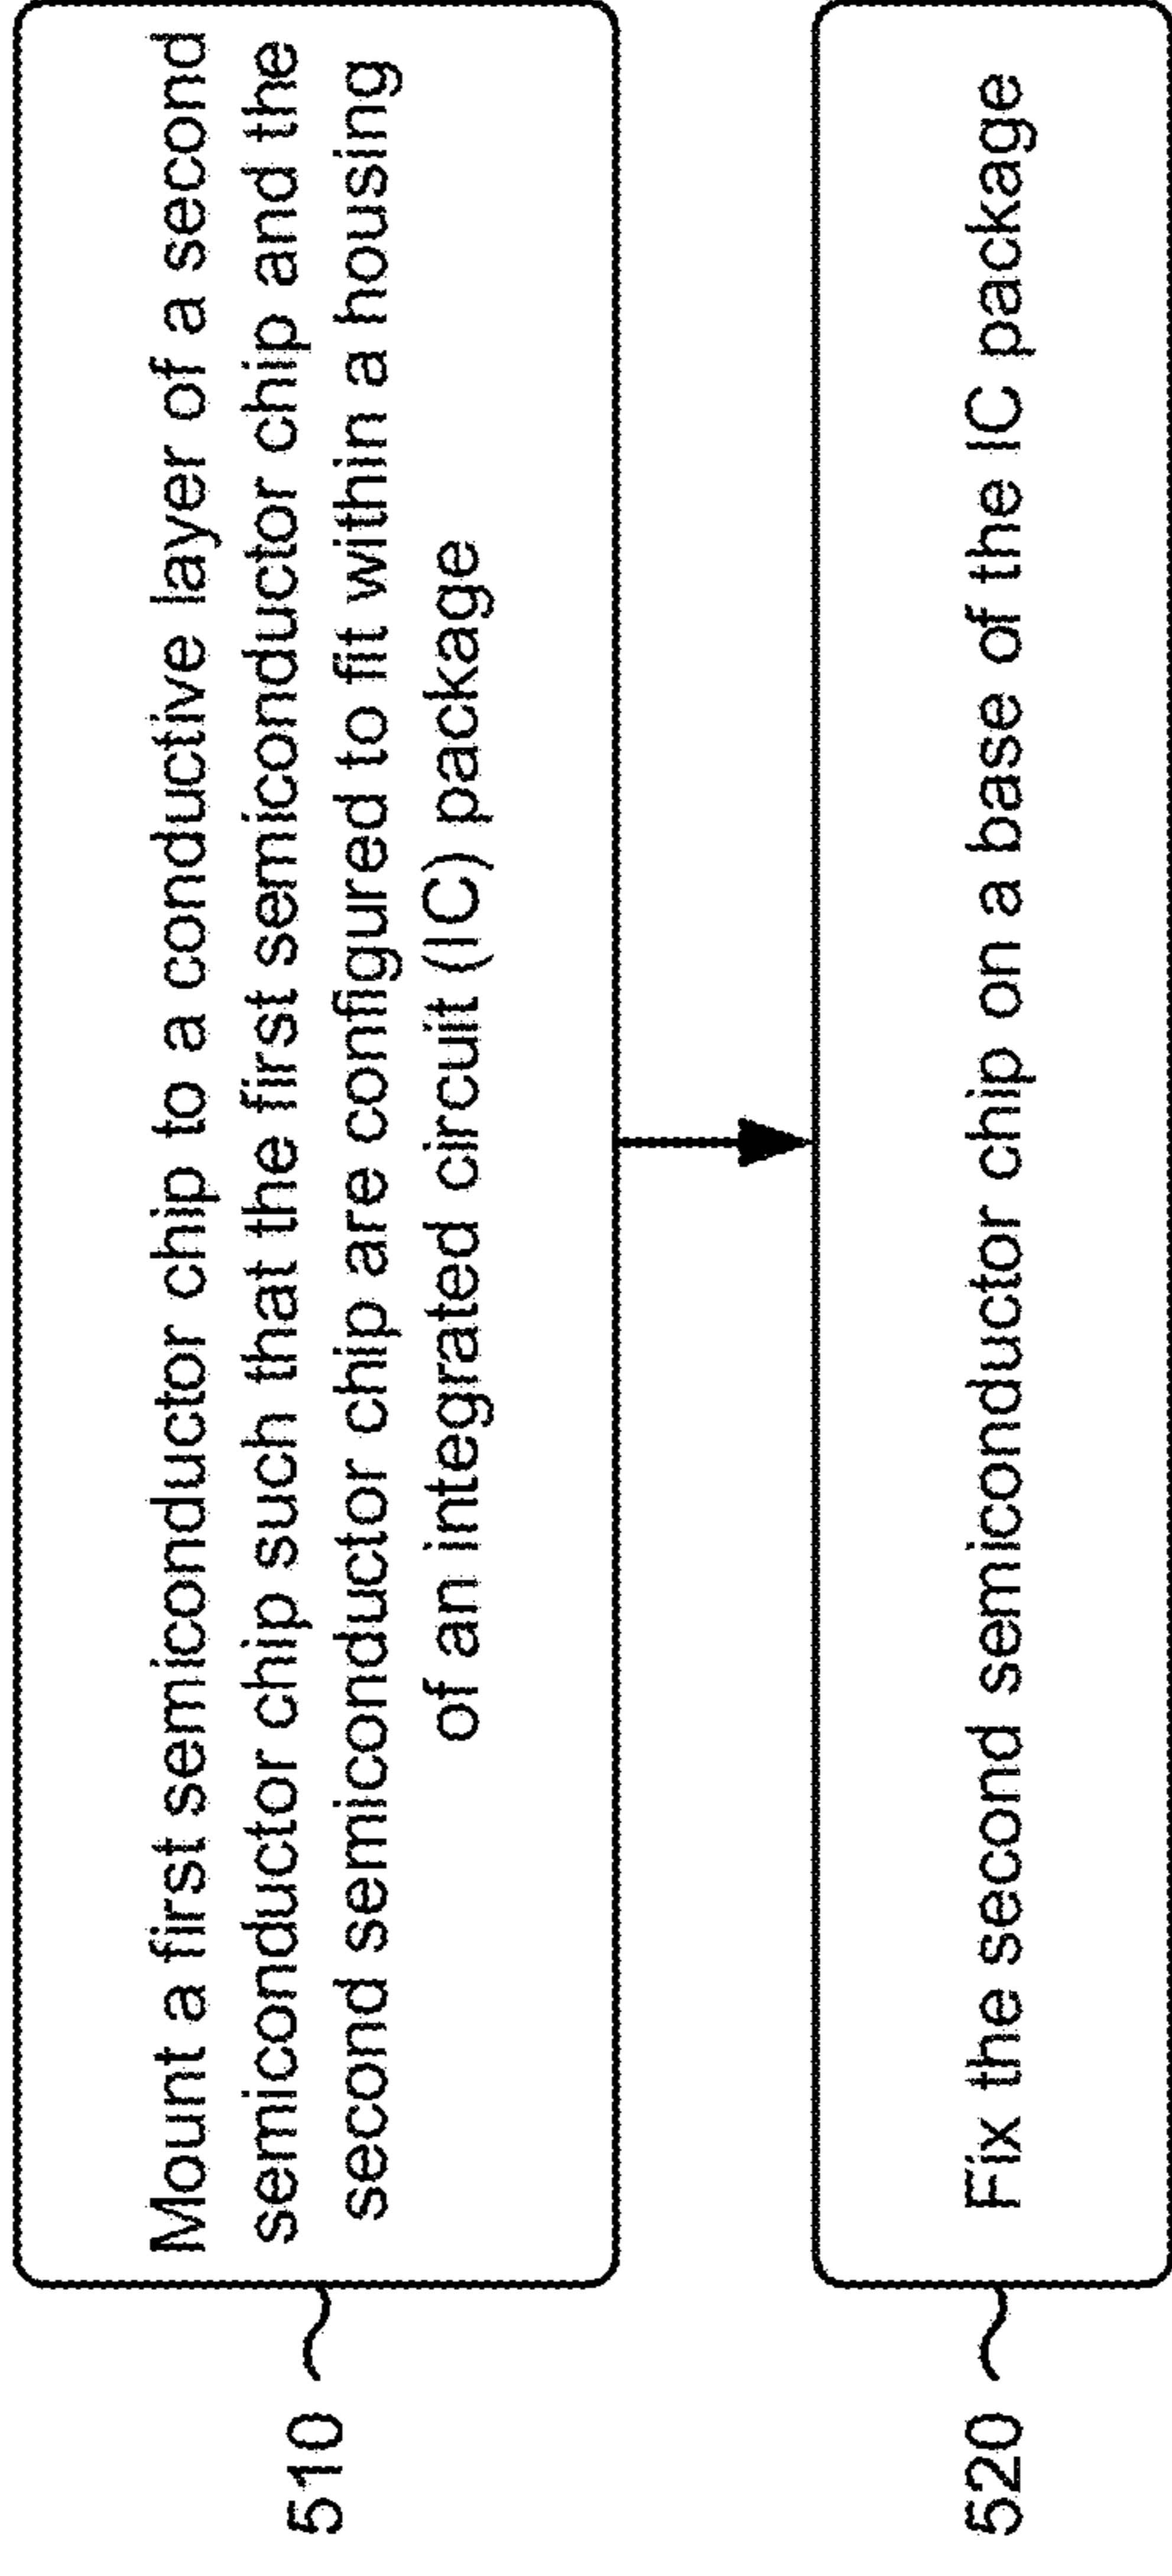 510
Mount a first semiconductor chip to a conductive layer of a second
semiconductor chip such that the first semiconductor chip and the
second semiconductor chip are configured to fit within a housing
of an integrated circuit (IC) package
520
Fix the second semiconductor chip on a base of the IC package